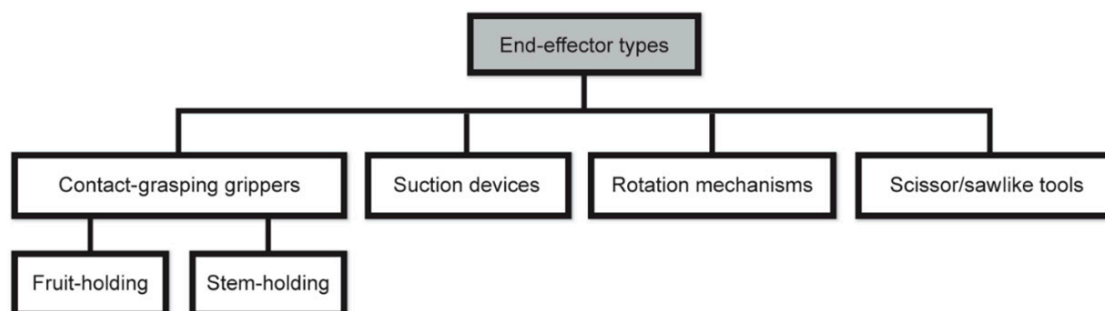 End-effector types
Contact-grasping grippers
Suction devices
Rotation mechanisms
Scissor/sawlike tools
Fruit-holding
Stem-holding